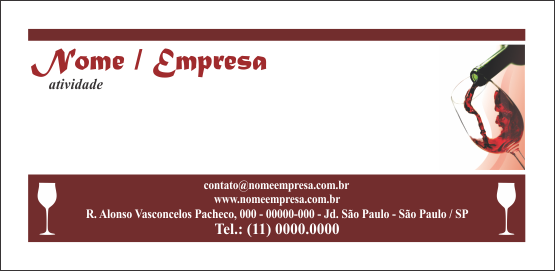 Nome / Empresa
atividade
contato@nomeempresa.com.br
www.nomeempresa.com.br
R. Alonso Vasconcelos Pacheco, 000 - 00000-000 - Jd. São Paulo - São Paulo / SP
Tel.: (11) 0000.0000